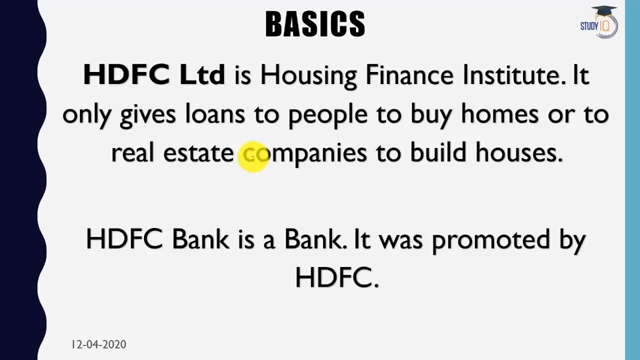 BASICS
STUDY IQ
HDFC Ltd is Housing Finance Institute. It
only gives loans to people to buy homes or to
real estate companies to build houses.
HDFC Bank is a Bank. It was promoted by
HDFC.
12-04-2020